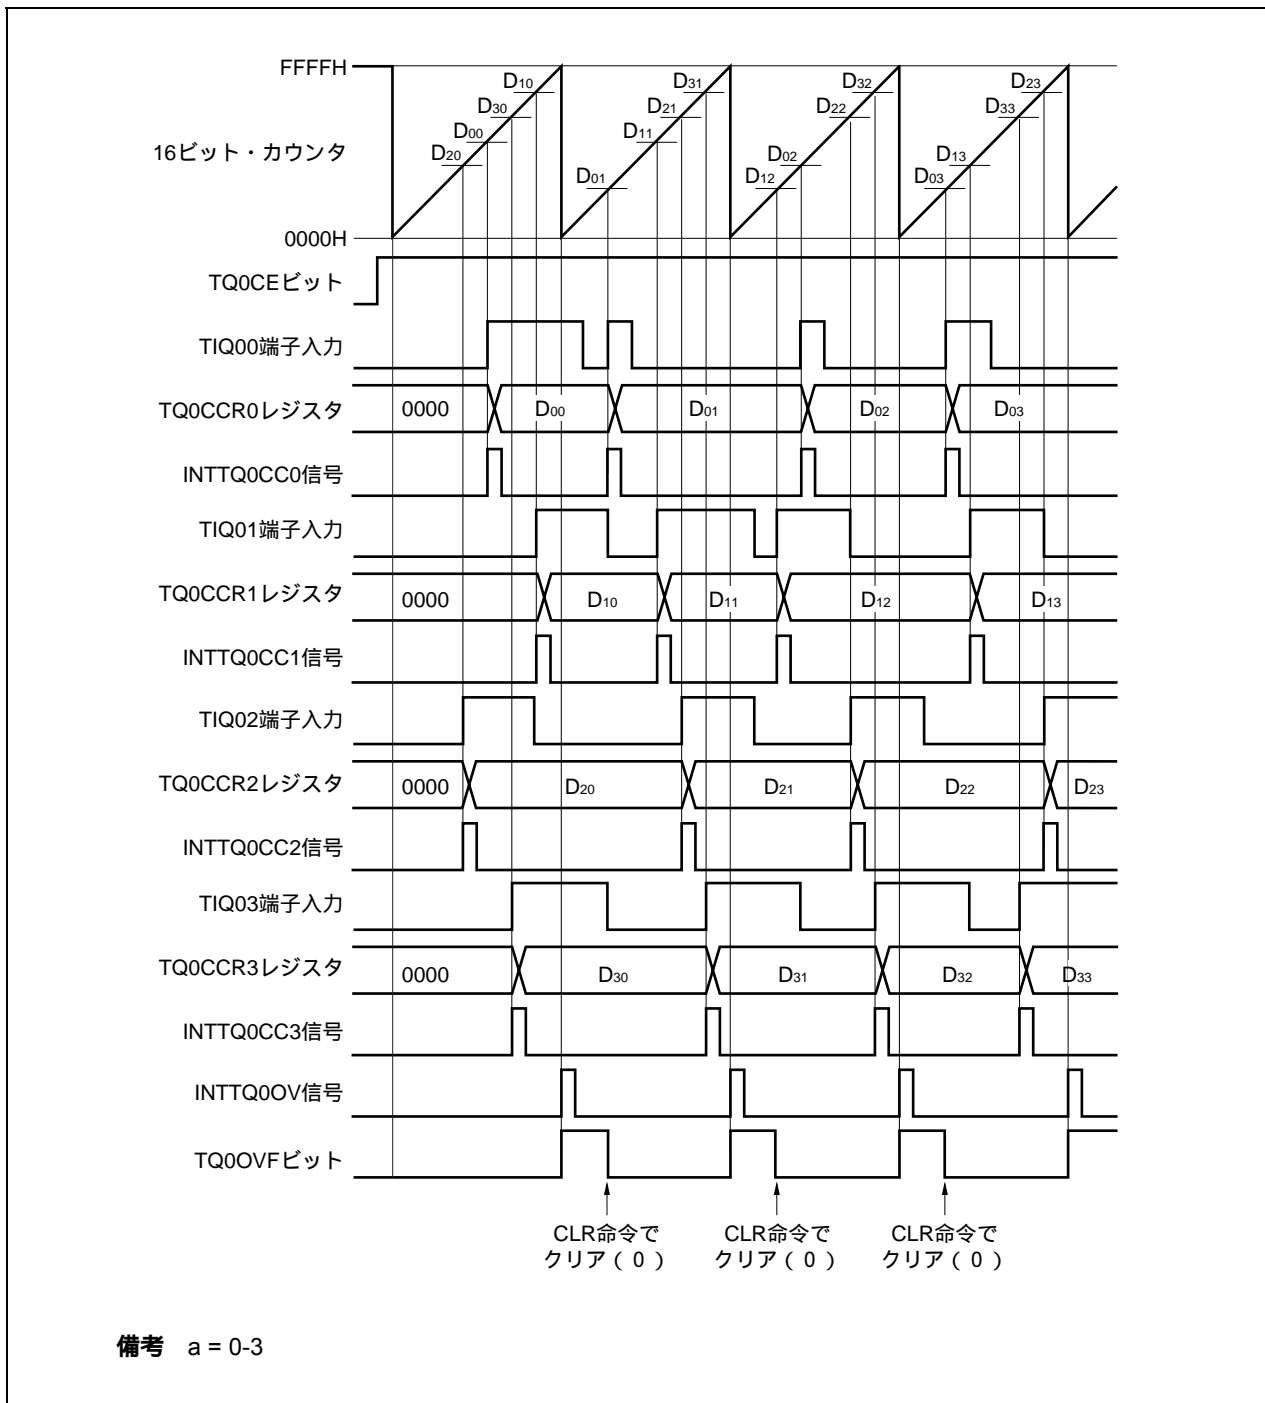 FFFFH
16ビット・カウンタ
0000H
D20
D00
D30
D10
D01
D11
D21
D31
D12
D02
D22
D32
D03
D13
D33
D23
TQ0CEビット
TIQ00端子入力
TQ0CCR0レジスタ
0000
D00
D01
D02
D03
INTTQ0CC0信号
TIQ01端子入力
TQ0CCR1レジスタ
0000
D10
D11
D12
D13
INTTQ0CC1信号
TIQ02端子入力
TQ0CCR2レジスタ
0000
D20
D21
D22
D23
INTTQ0CC2信号
TIQ03端子入力
TQ0CCR3レジスタ
0000
D30
D31
D32
D33
INTTQ0CC3信号
INTTQ0OV信号
TQ0OVFビット
CLR命令で
クリア（０）
CLR命令で
クリア（０）
CLR命令で
クリア（０）
備考 a = 0-3